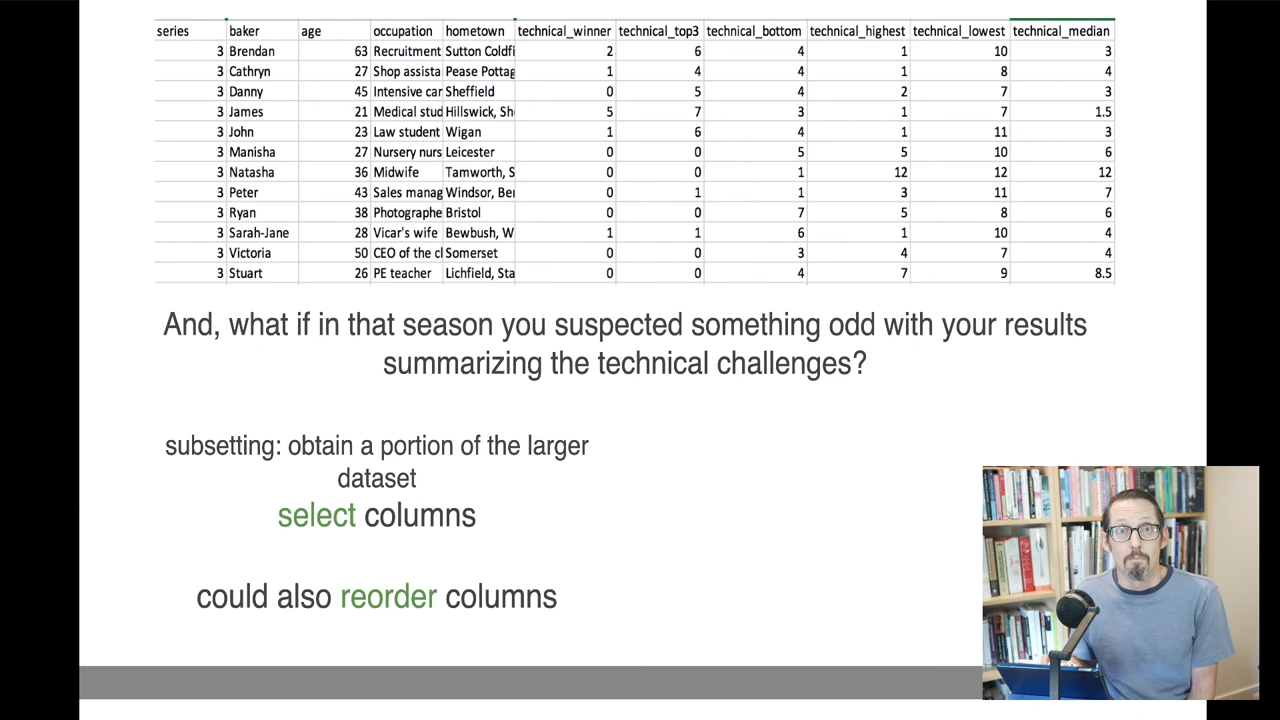 series baker age occupation hometown technical_winner technical_top3 technical_bottom technical_highest technical_lowest technical_median
3 Brendan 63 Recruitment Sutton Coldfi 2 6 4 1 10 3
3 Cathryn 27 Shop assista Pease Pottag 1 4 4 1 8 4
3 Danny 45 Intensive car Sheffield 0 5 4 2 7 3
3 James 21 Medical stud Hillswick, Sh 5 7 3 1 7 1.5
3 John 23 Law student Wigan 1 6 4 1 11 3
3 Manisha 27 Nursery nurs Leicester 0 0 5 5 10 6
3 Natasha 36 Midwife Tamworth, S 0 0 1 12 12 12
3 Peter 43 Sales manag Windsor, Ber 0 1 1 3 11 7
3 Ryan 38 Photographe Bristol 0 0 7 5 8 6
3 Sarah-Jane 28 Vicar's wife Bewbush, W 1 1 6 1 10 4
3 Victoria 50 CEO of the cl Somerset 0 0 3 4 7 4
3 Stuart 26 PE teacher Lichfield, Sta 0 0 4 7 9 8.5
And, what if in that season you suspected something odd with your results
summarizing the technical challenges?
subsetting: obtain a portion of the larger
dataset
select columns
could also reorder columns